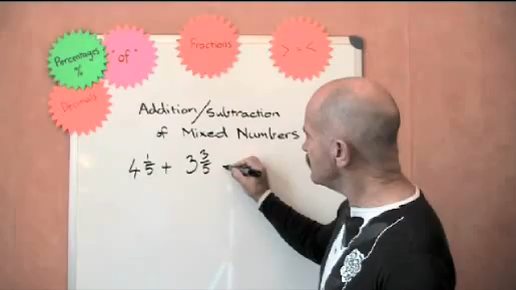 Percentages
%
"of"
Fractions
> = <
Decimals
Addition/Subtraction
of Mixed Numbers
4 1/5 + 3 3/5